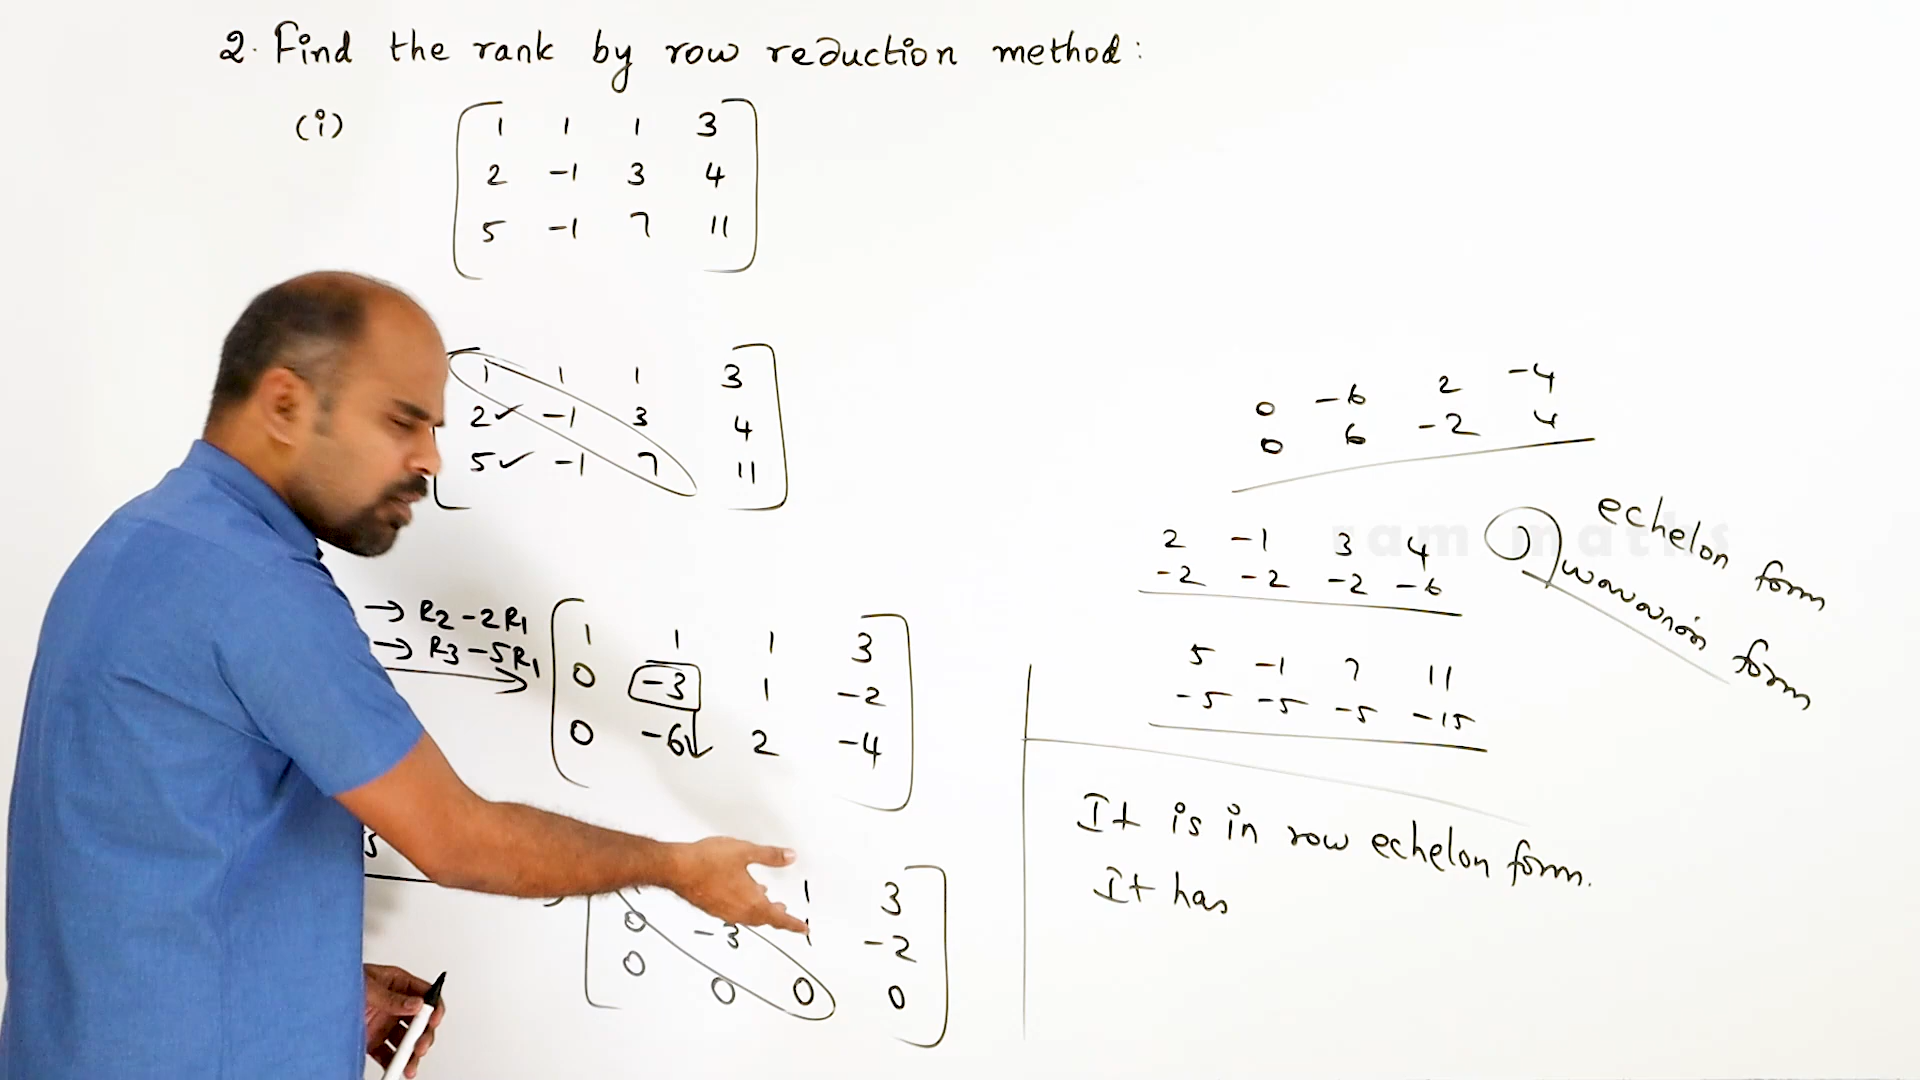 2. Find the rank by row reduction method:
(i)
1 1 1 3
2 -1 3 4
5 -1 7 11
1 1 1 3
2✓ -1 3 4
5✓ -1 7 11
→ R2-2R1
→ R3-5R1
1 1 1 3
0 -3 1 -2
0 -6 2 -4
1 3
0 -3 1 -2
0 0 0 0
0 -6 2 -4
0 6 -2 4
ram maths
echelon form
form
2 -1 3 4
-2 -2 -2 -6
5 -1 7 11
-5 -5 -5 -15
It is in row echelon form.
It has